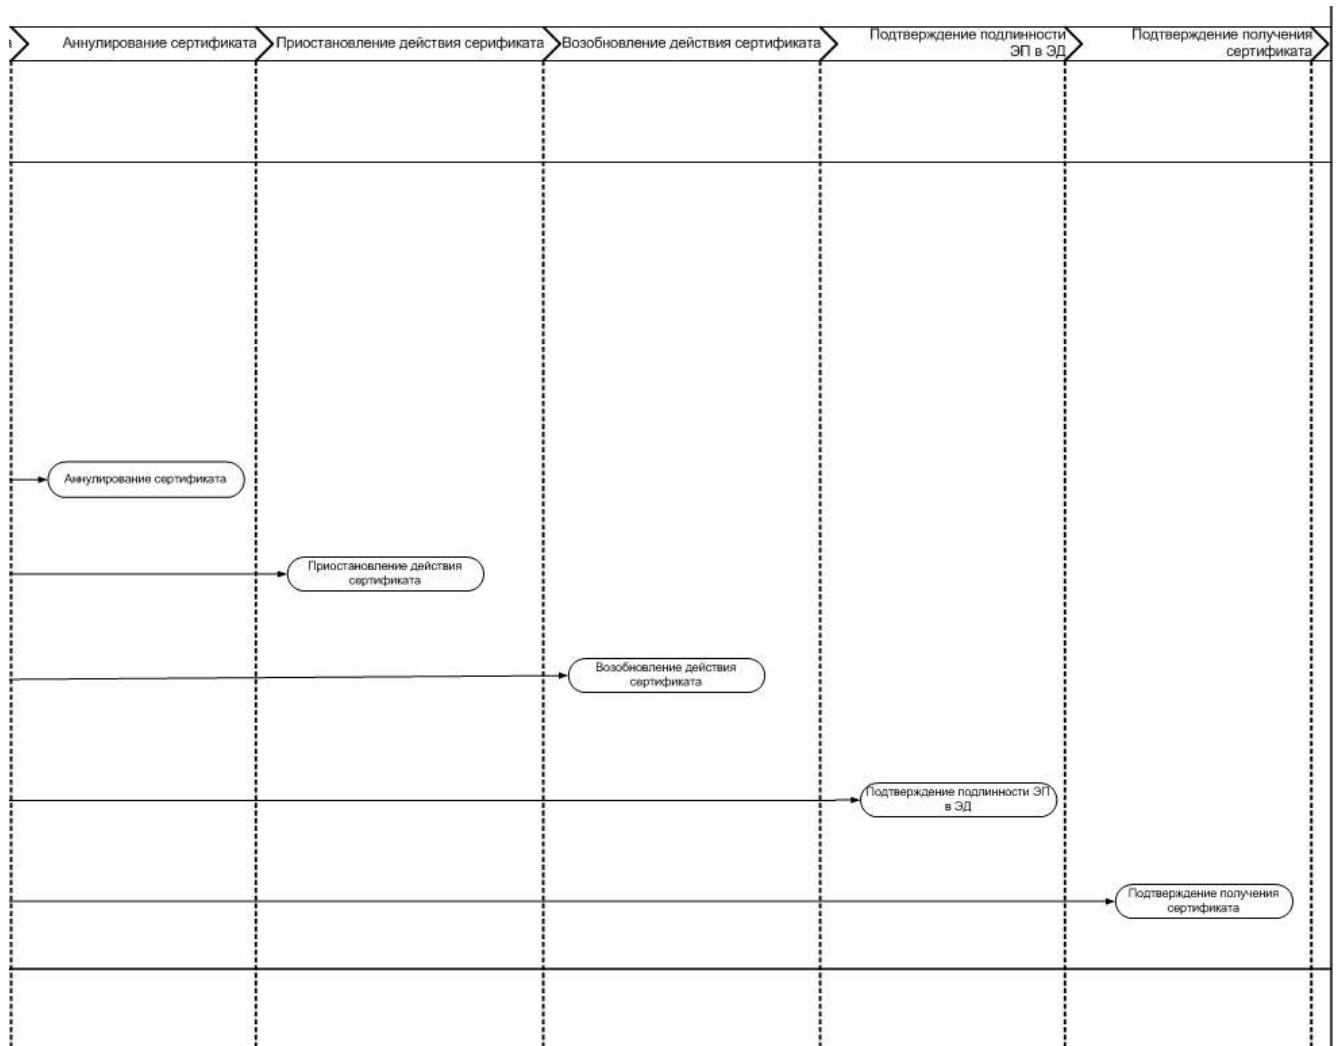 а
Аннулирование сертификата
Приостановление действия серификата
Возобновление действия сертификата
Подтверждение подлинности
ЭП в ЭД
Подтверждение получения
сертификата
Аннулирование сертификата
Приостановление действия
сертификата
Возобновление действия
сертификата
Подтверждение подлинности ЭП
в ЭД
Подтверждение получения
сертификата